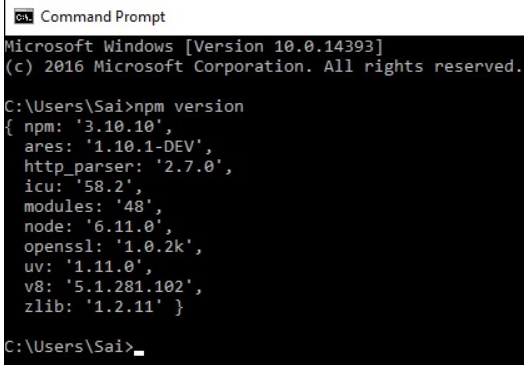 Command Prompt
Microsoft Windows [Version 10.0.14393]
(c) 2016 Microsoft Corporation. All rights reserved.
C:\Users\Sai>npm version
{ npm: '3.10.10',
ares: '1.10.1-DEV',
http_parser: '2.7.0',
icu: '58.2',
modules: '48',
node: '6.11.0',
openssl: '1.0.2k',
uv: '1.11.0',
v8: '5.1.281.102',
zlib: '1.2.11' }
C:\Users\Sai>